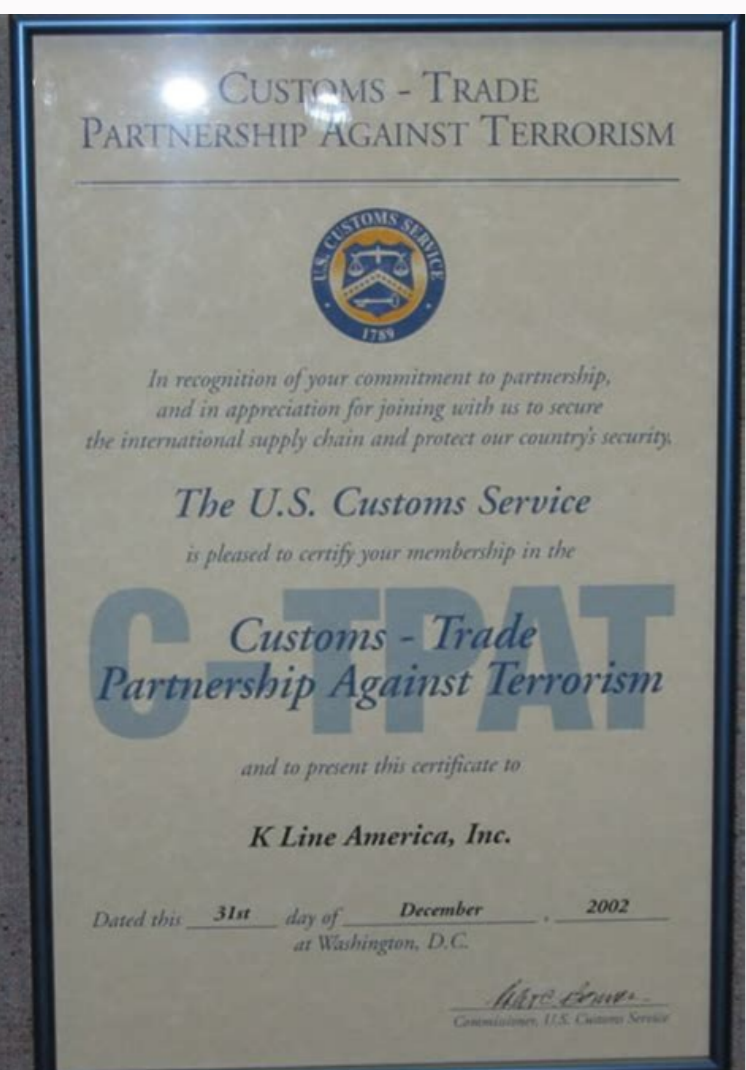 CUSTOMS - TRADE
PARTNERSHIP AGAINST TERRORISM
U.S. CUSTOMS SERVICE
1789
In recognition of your commitment to partnership,
and in appreciation for joining with us to secure
the international supply chain and protect our country's security,
The U.S. Customs Service
is pleased to certify your membership in the
C-TPAT
Customs - Trade
Partnership Against Terrorism
and to present this certificate to
K Line America, Inc.
Dated this 31st day of December, 2002
at Washington, D.C.
Commissioner, U.S. Customs Service